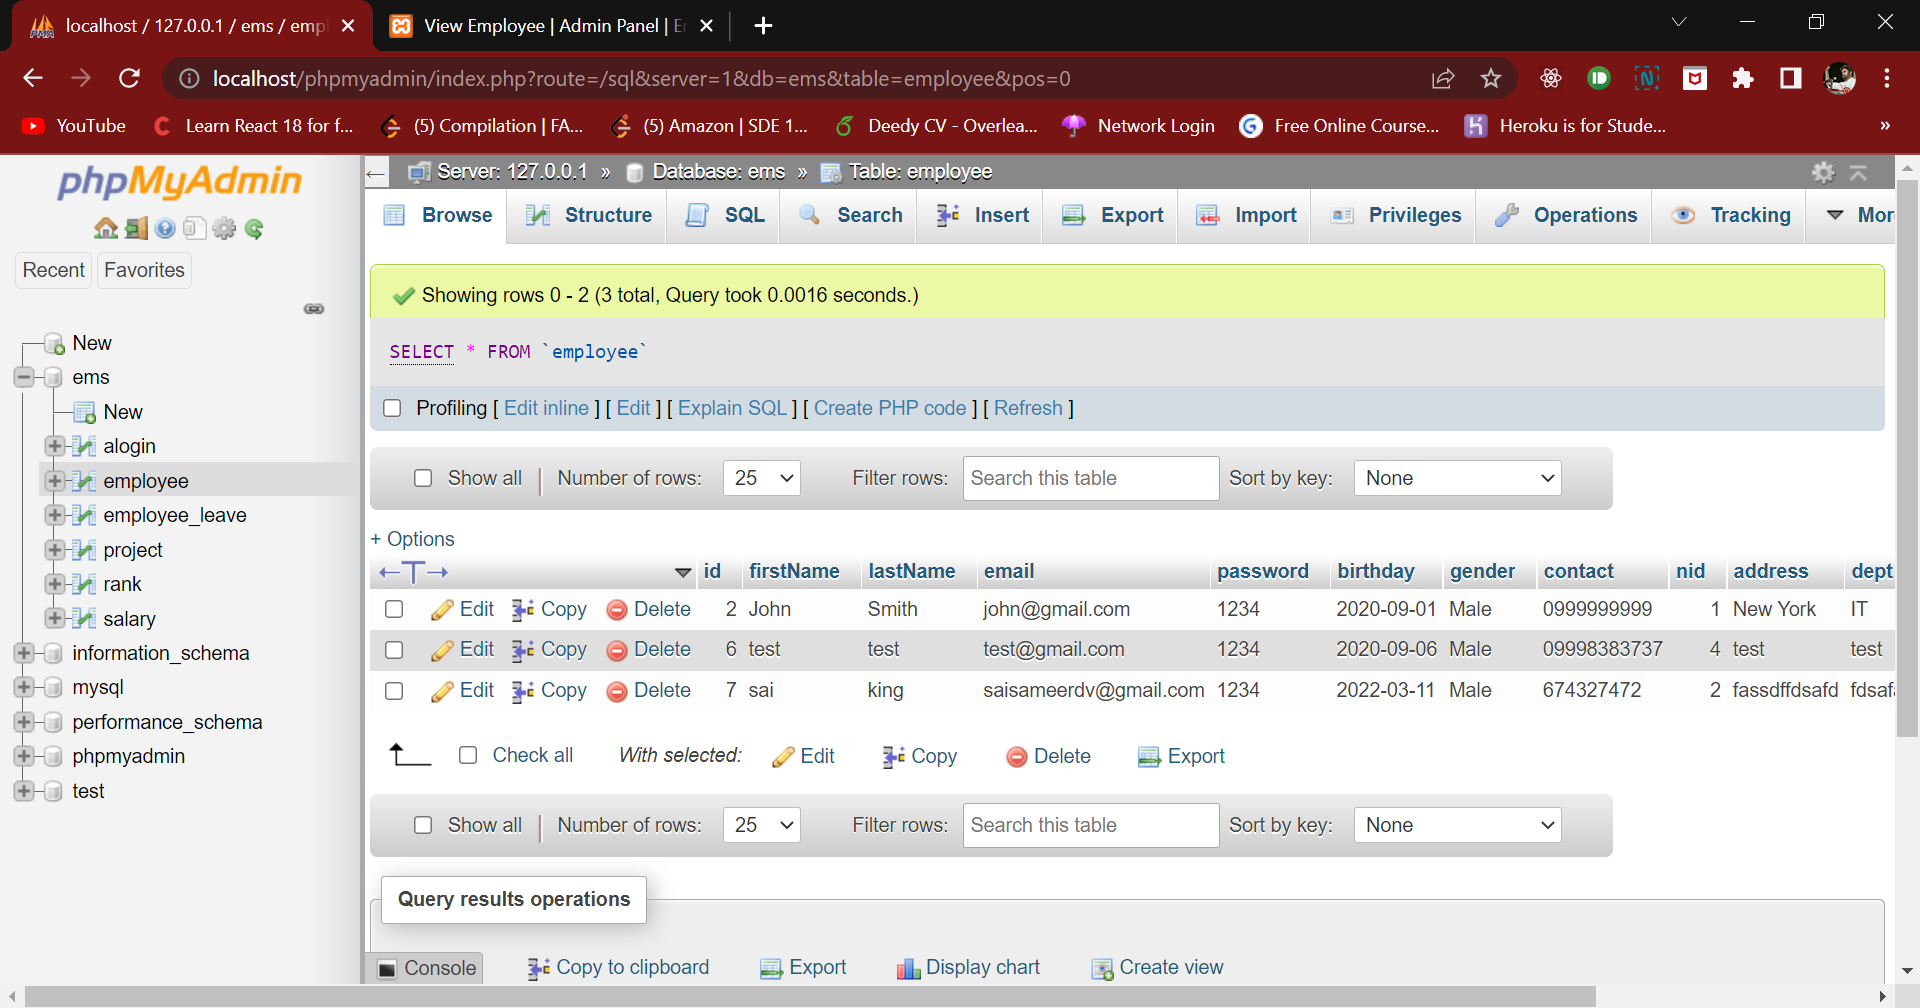 localhost / 127.0.0.1 / ems / emp
View Employee | Admin Panel | E
localhost/phpmyadmin/index.php?route=/sql&server=1&db=ems&table=employee&pos=0
YouTube Learn React 18 for f... (5) Compilation | FA... (5) Amazon | SDE 1... Deedy CV - Overlea... Network Login Free Online Course... Heroku is for Stude... »
phpMyAdmin
Recent Favorites
New
ems
New
alogin
employee
employee_leave
project
rank
salary
information_schema
mysql
performance_schema
phpmyadmin
test
Server: 127.0.0.1 » Database: ems » Table: employee
Browse Structure SQL Search Insert Export Import Privileges Operations Tracking Mor
Showing rows 0 - 2 (3 total, Query took 0.0016 seconds.)
SELECT * FROM `employee`
Profiling [ Edit inline ] [ Edit ] [ Explain SQL ] [ Create PHP code ] [ Refresh ]
Show all | Number of rows: 25 Filter rows: Search this table Sort by key: None
+ Options
←T→ id firstName lastName email password birthday gender contact nid address dept
Edit Copy Delete 2 John Smith john@gmail.com 1234 2020-09-01 Male 0999999999 1 New York IT
Edit Copy Delete 6 test test test@gmail.com 1234 2020-09-06 Male 09998383737 4 test test
Edit Copy Delete 7 sai king saisameerdv@gmail.com 1234 2022-03-11 Male 674327472 2 fassdffdsafd fdsaf
Check all With selected: Edit Copy Delete Export
Show all | Number of rows: 25 Filter rows: Search this table Sort by key: None
Query results operations
Console Copy to clipboard Export Display chart Create view